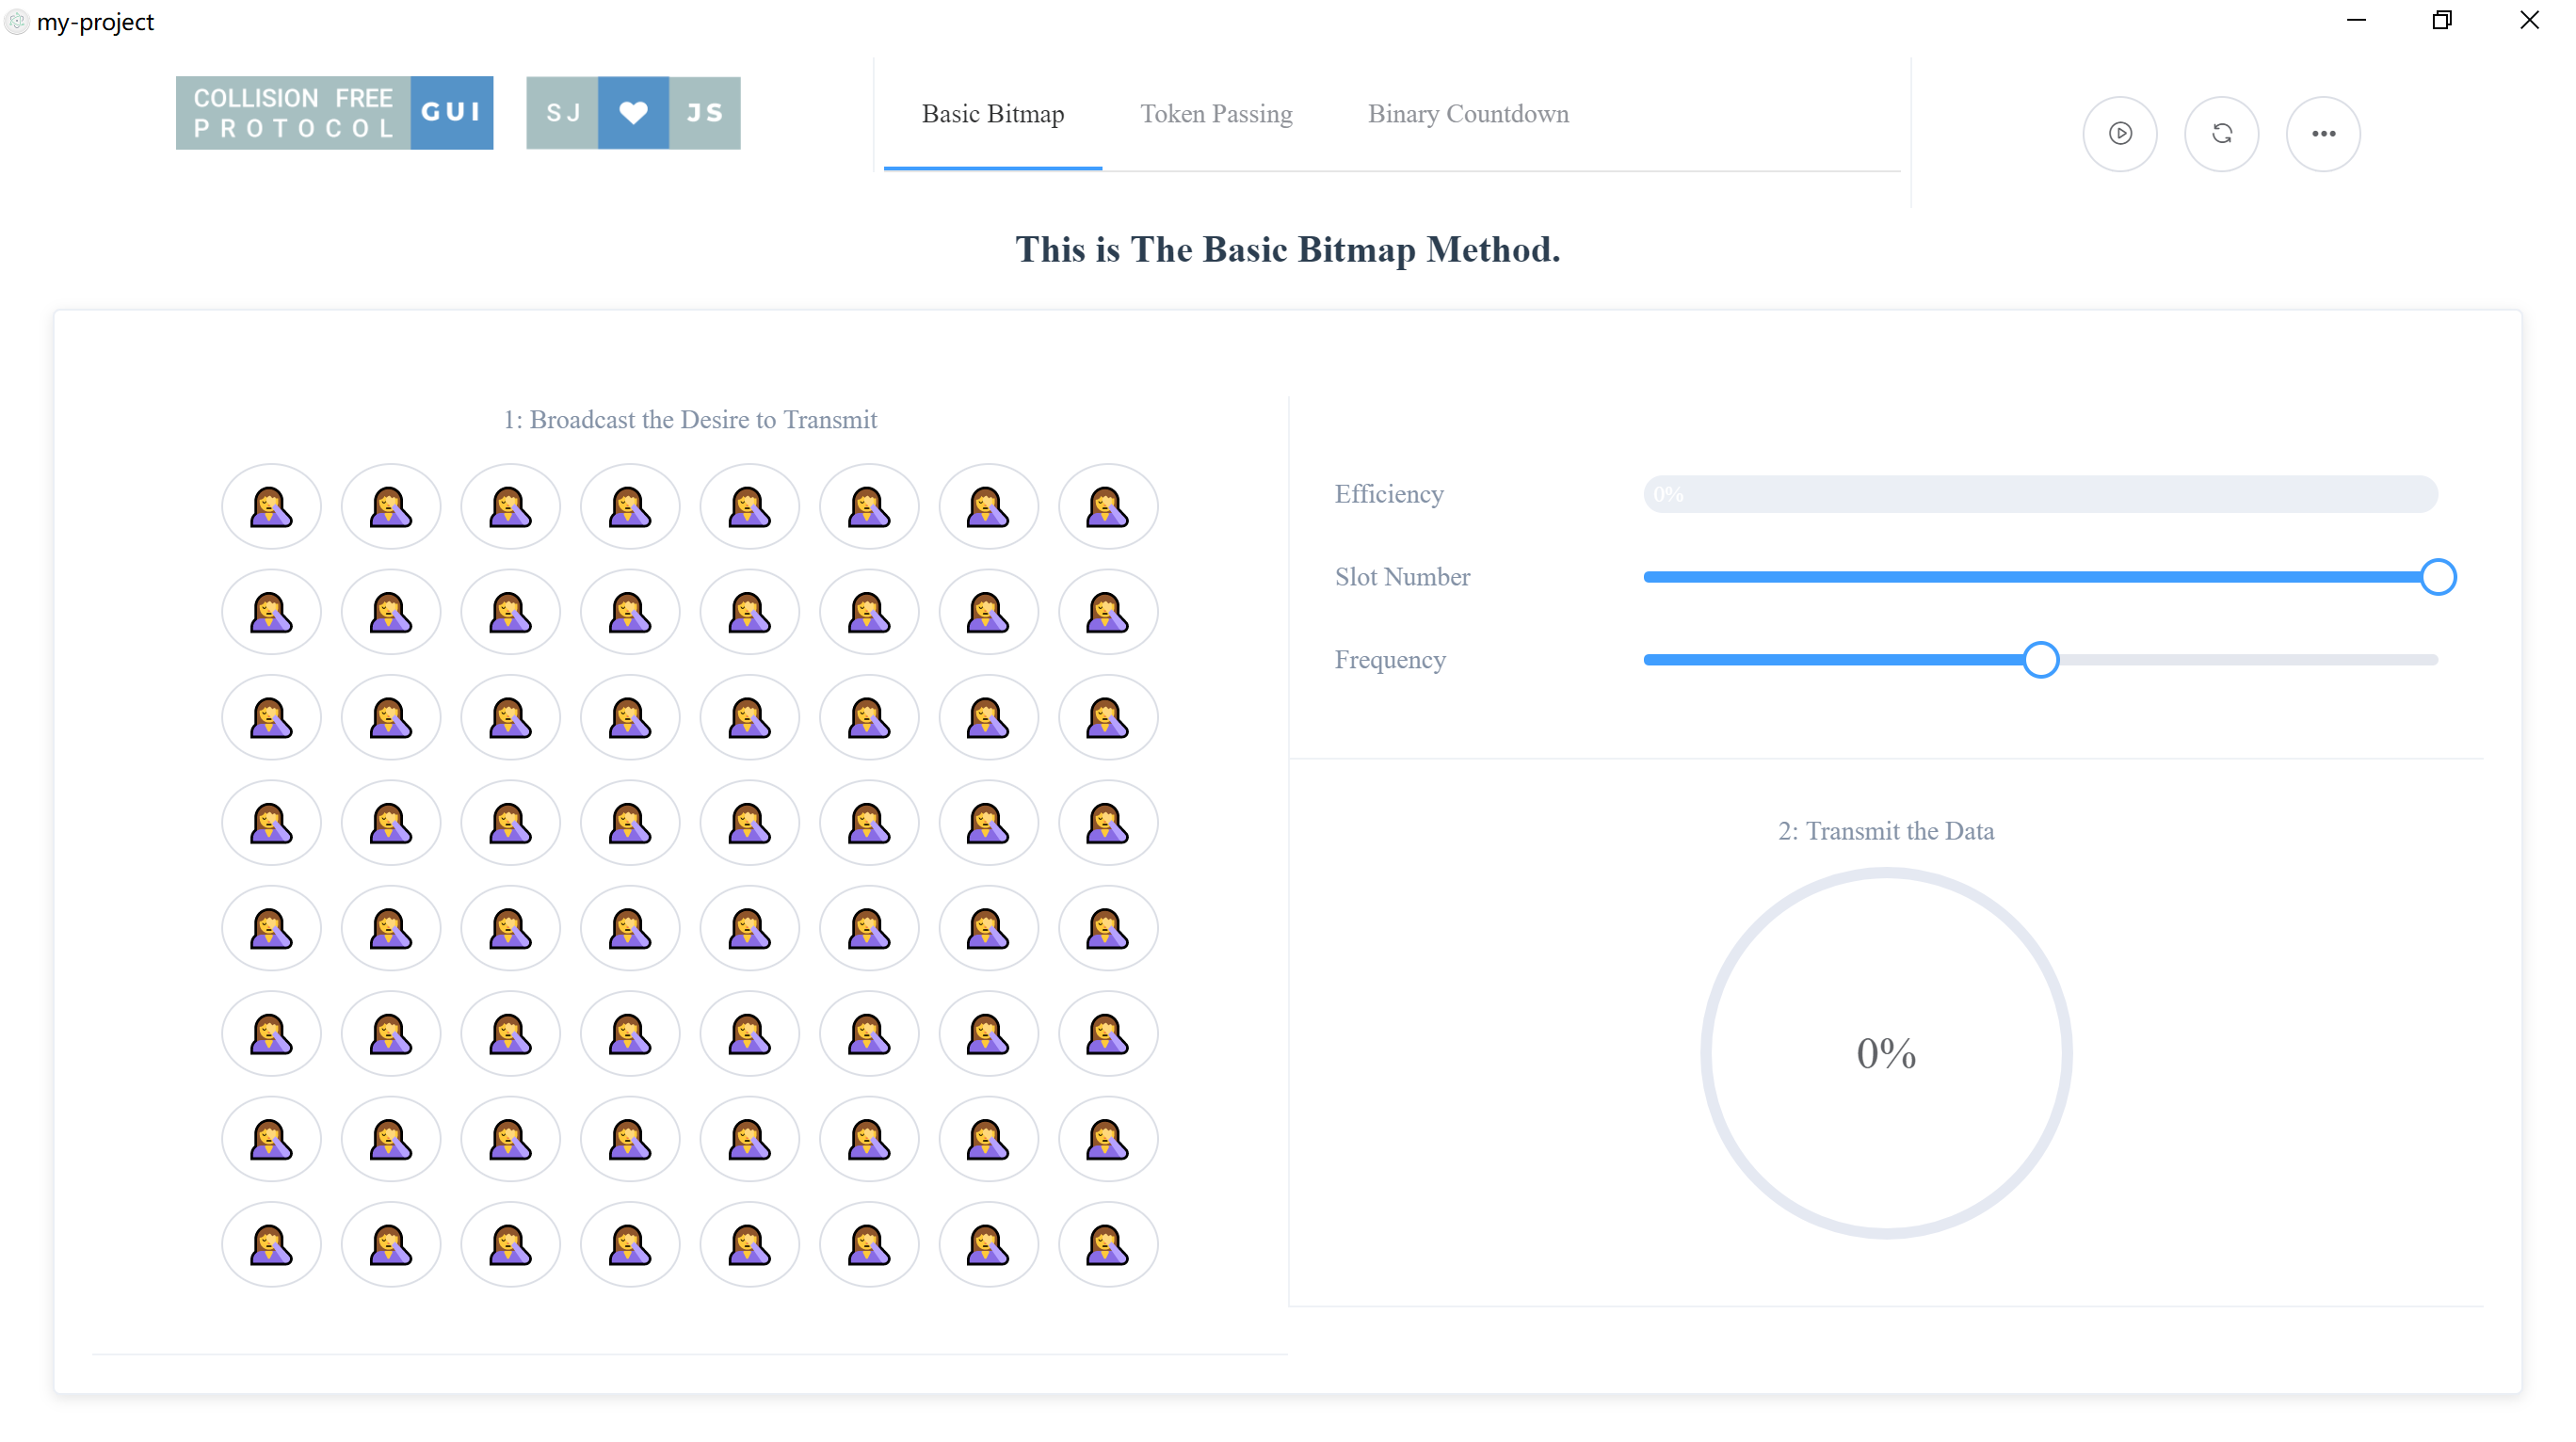 my-project
COLLISION FREE
PROTOCOL
GUI
SJ
JS
Basic Bitmap
Token Passing
Binary Countdown
This is The Basic Bitmap Method.
1: Broadcast the Desire to Transmit
Efficiency
0%
Slot Number
Frequency
2: Transmit the Data
0%